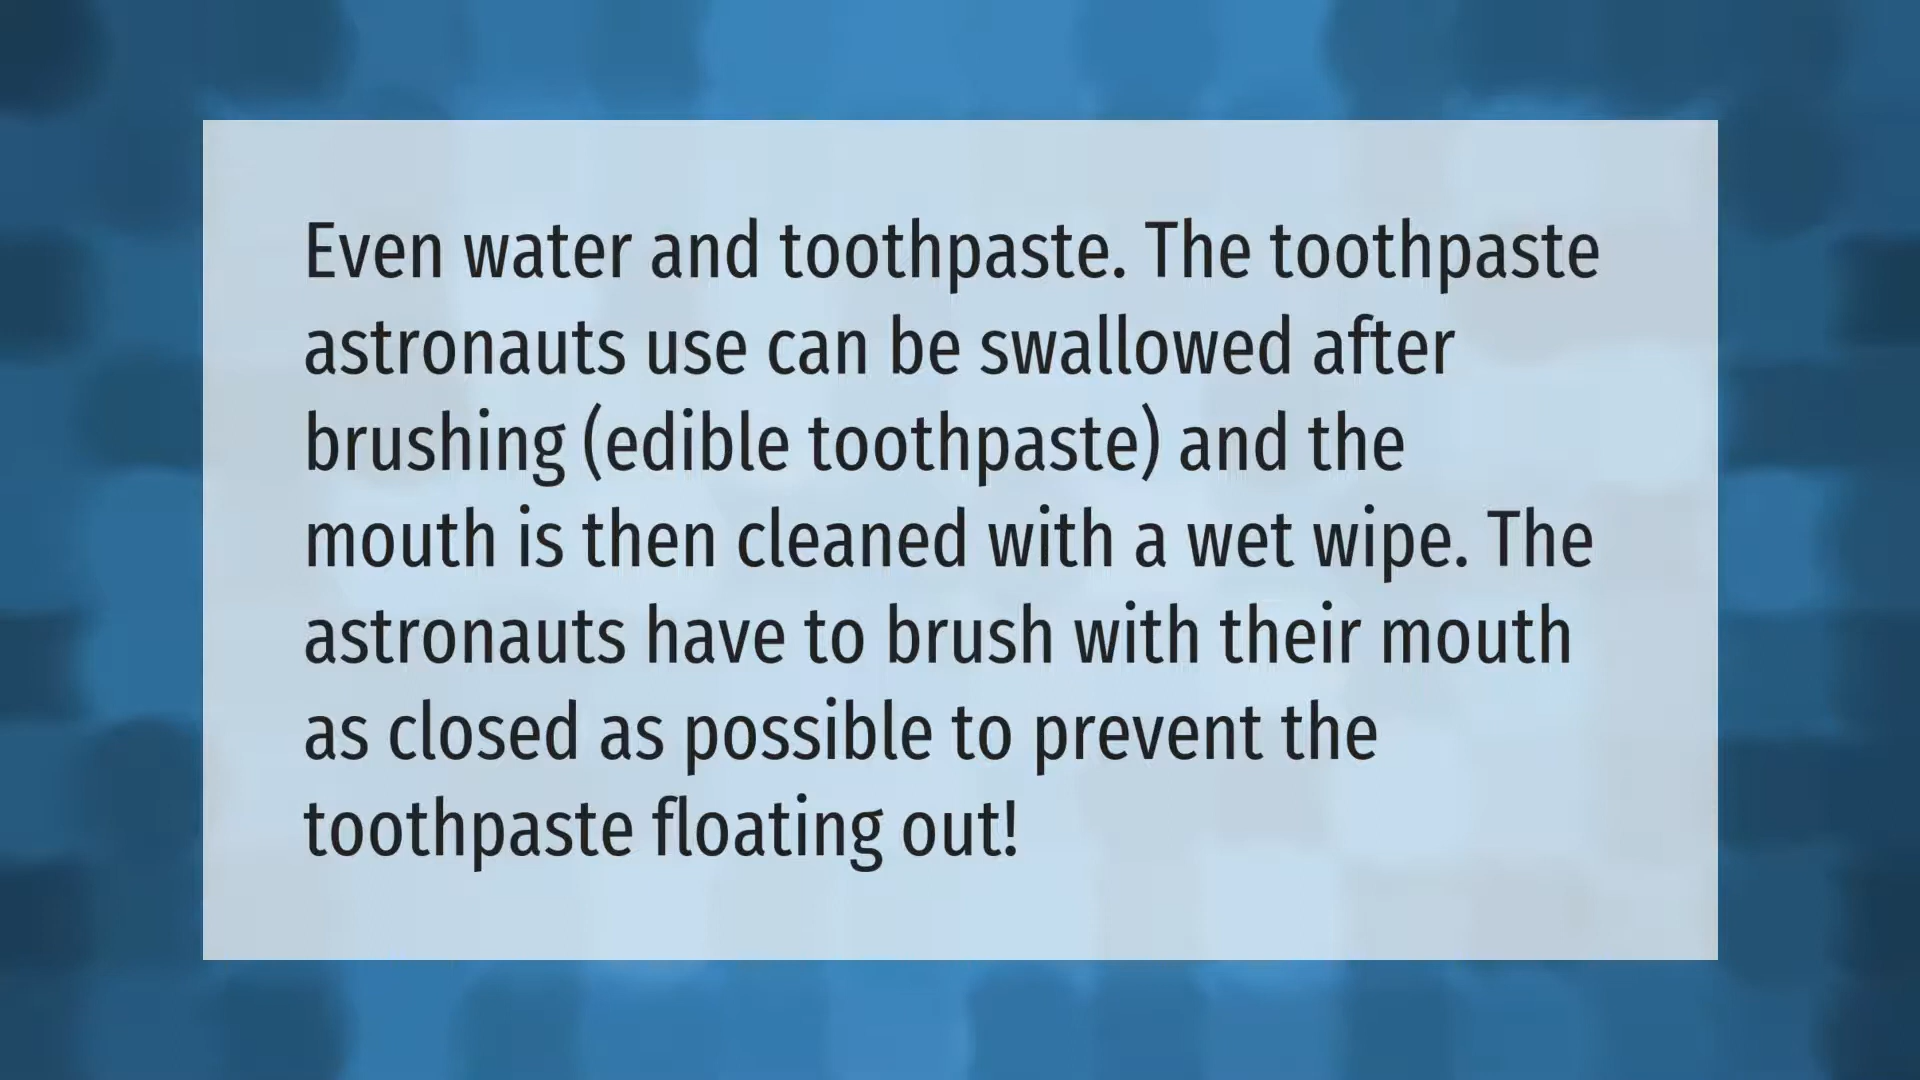 Even water and toothpaste. The toothpaste
astronauts use can be swallowed after
brushing (edible toothpaste) and the
mouth is then cleaned with a wet wipe. The
astronauts have to brush with their mouth
as closed as possible to prevent the
toothpaste floating out!